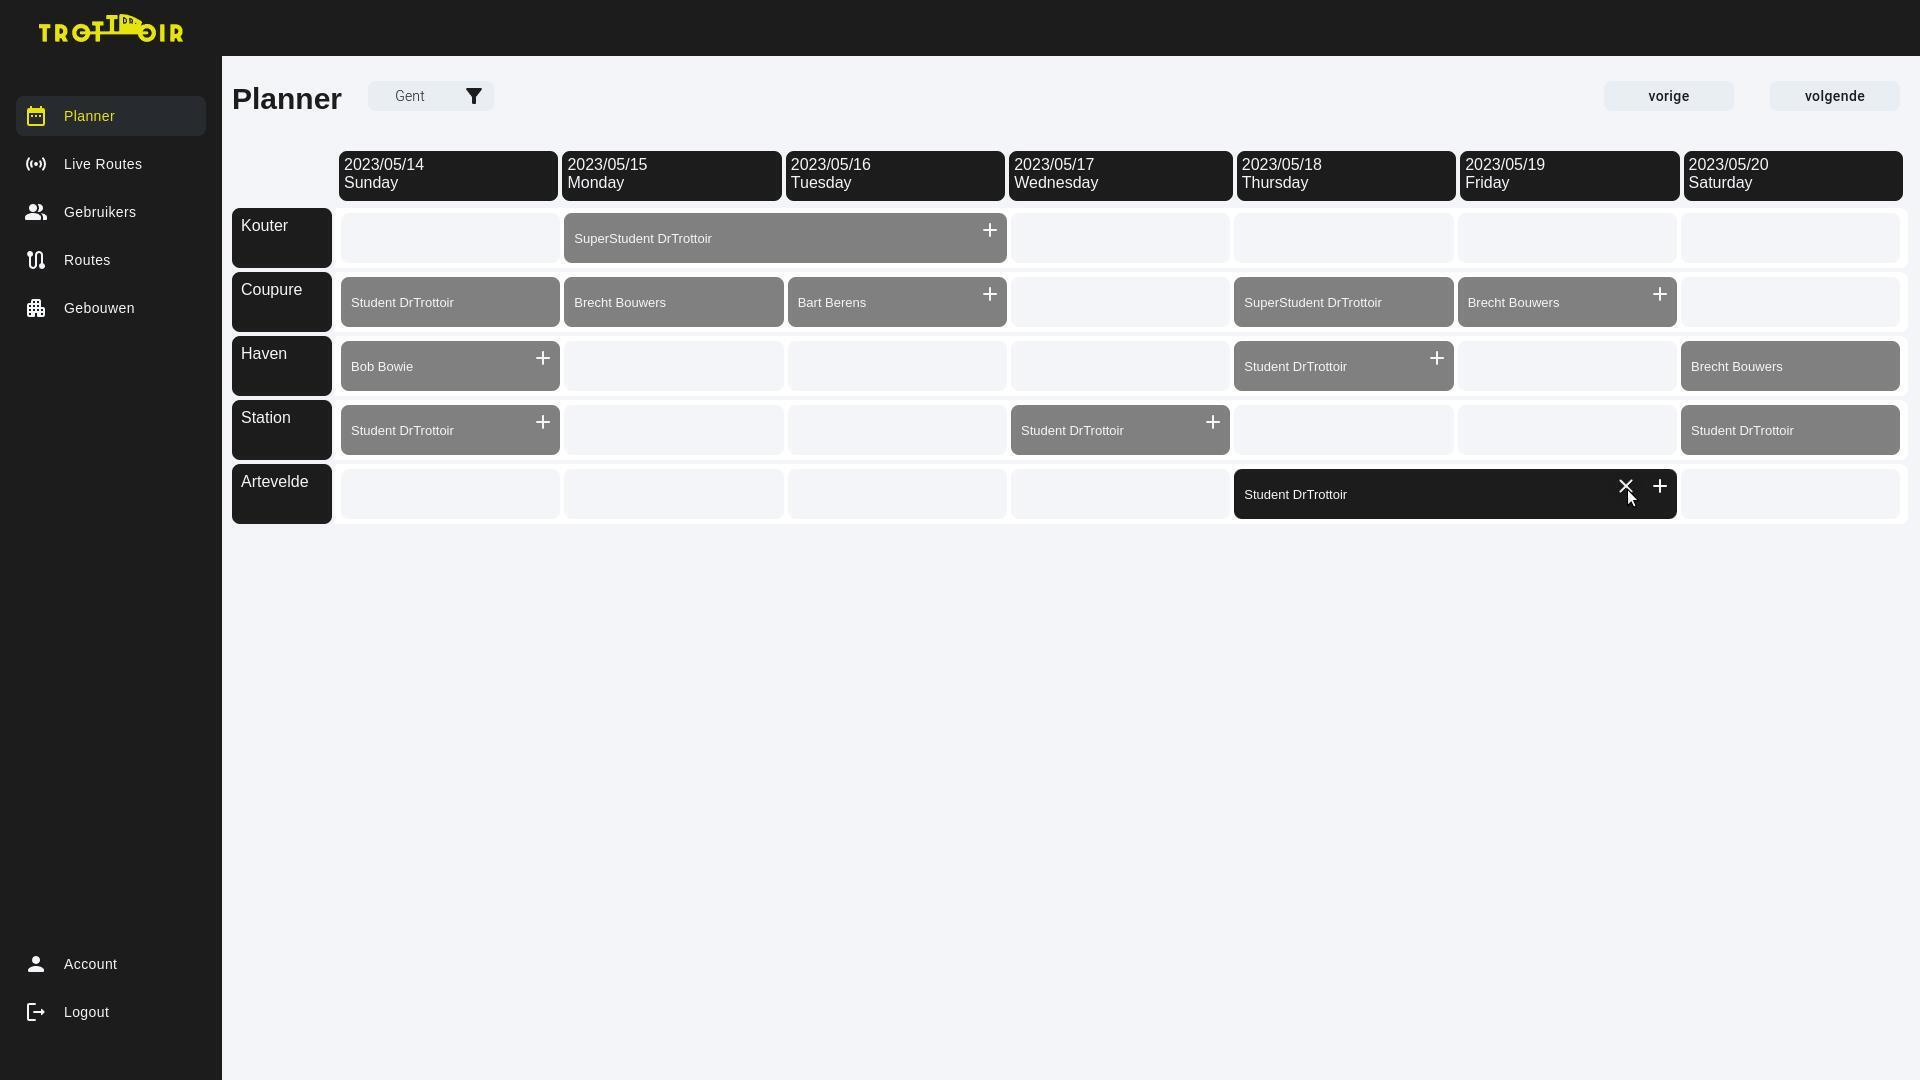 TROTTOIR
DR.
Planner
Live Routes
Gebruikers
Routes
Gebouwen
Account
Logout
Planner
Gent
vorige
volgende
2023/05/14
Sunday
2023/05/15
Monday
2023/05/16
Tuesday
2023/05/17
Wednesday
2023/05/18
Thursday
2023/05/19
Friday
2023/05/20
Saturday
Kouter
SuperStudent DrTrottoir
Coupure
Student DrTrottoir
Brecht Bouwers
Bart Berens
SuperStudent DrTrottoir
Brecht Bouwers
Haven
Bob Bowie
Student DrTrottoir
Brecht Bouwers
Station
Student DrTrottoir
Student DrTrottoir
Student DrTrottoir
Artevelde
Student DrTrottoir